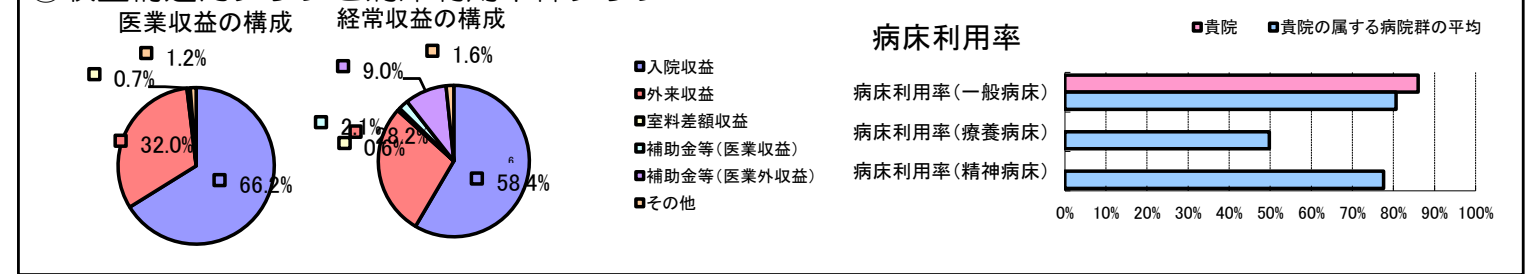 医業収益の構成
1.2%
0.7%
32.0%
66.2%
経常収益の構成
1.6%
9.0%
2.1%
28.2%
0.6%
58.4%
入院収益
外来収益
室料差額収益
補助金等(医業収益)
補助金等(医業外収益)
その他
病床利用率
貴院
貴院の属する病院群の平均
病床利用率(一般病床)
病床利用率(療養病床)
病床利用率(精神病床)
0% 10% 20% 30% 40% 50% 60% 70% 80% 90% 100%